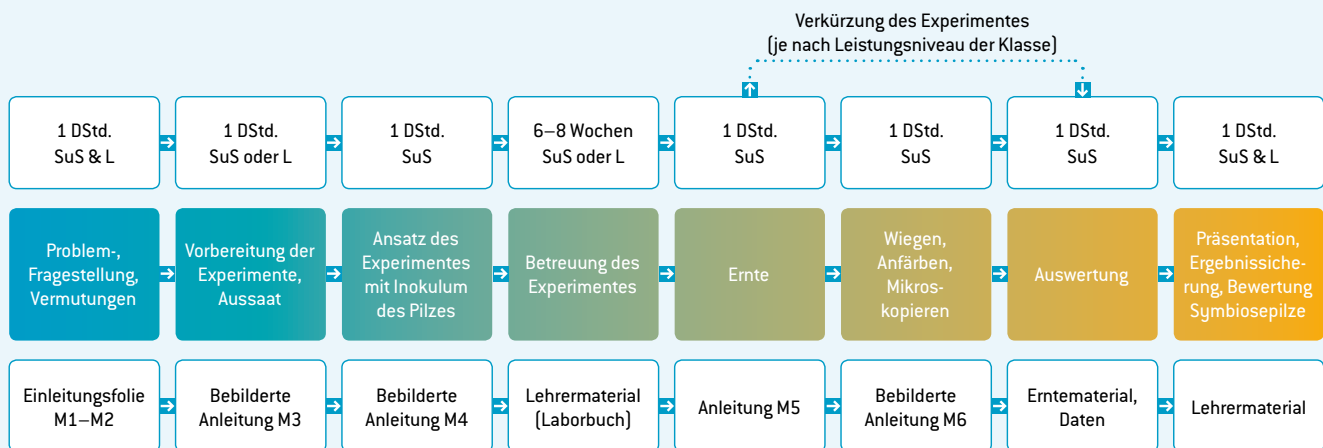 Verkürzung des Experimentes
(je nach Leistungsniveau der Klasse)
1 DStd.
SuS & L
1 DStd.
SuS oder L
1 DStd.
SuS
6–8 Wochen
SuS oder L
1 DStd.
SuS
1 DStd.
SuS
1 DStd.
SuS
1 DStd.
SuS & L
Problem-,
Fragestellung,
Vermutungen
Vorbereitung der
Experimente,
Aussaat
Ansatz des
Experimentes
mit Inokulum
des Pilzes
Betreuung des
Experimentes
Ernte
Wiegen,
Anfärben,
Mikros-
kopieren
Auswertung
Präsentation,
Ergebnissiche-
rung, Bewertung
Symbiosepilze
Einleitungsfolie
M1–M2
Bebilderte
Anleitung M3
Bebilderte
Anleitung M4
Lehrermaterial
(Laborbuch)
Anleitung M5
Bebilderte
Anleitung M6
Erntematerial,
Daten
Lehrermaterial